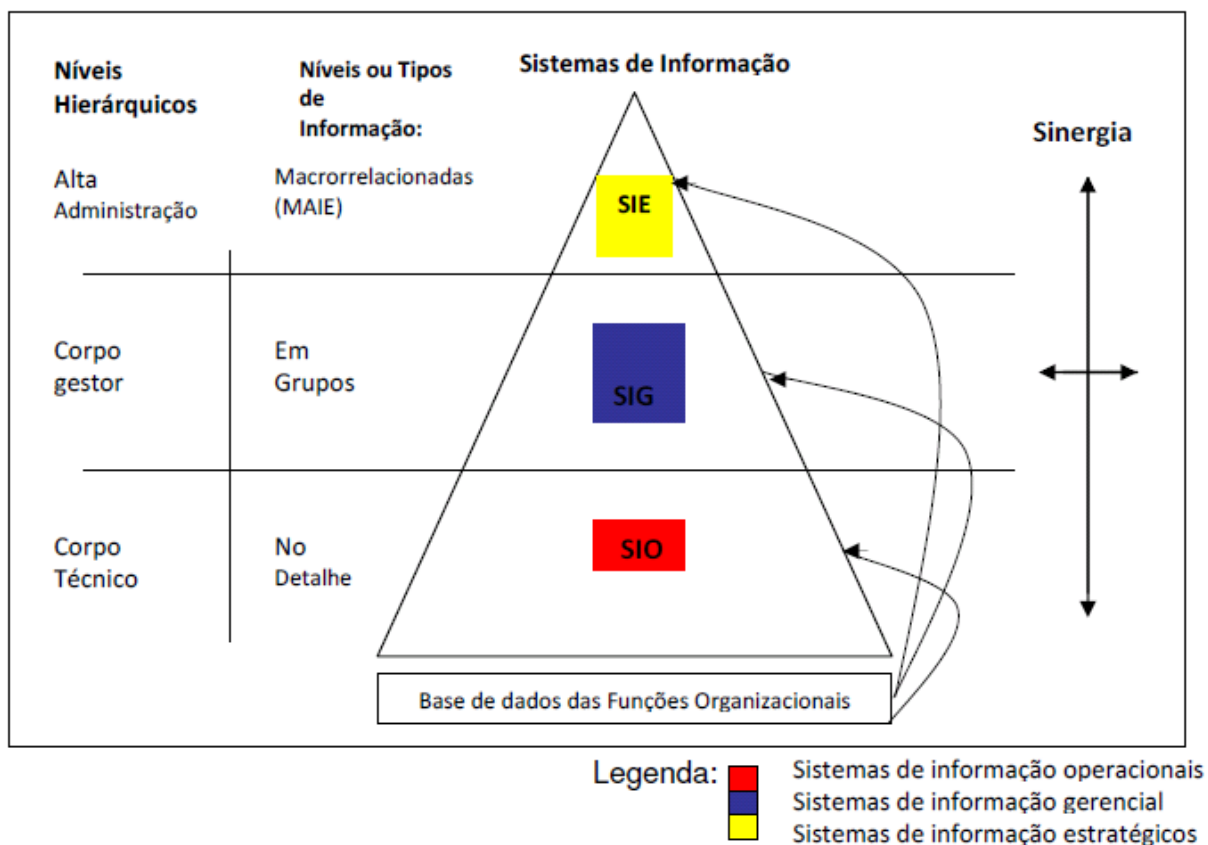 Níveis
Hierárquicos
Níveis ou Tipos
de
Informação:
Sistemas de Informação
Sinergia
Alta
Administração
Macrorrelacionadas
(MAIE)
SIE
Corpo
gestor
Em
Grupos
SIG
Corpo
Técnico
No
Detalhe
SIO
Base de dados das Funções Organizacionais
Legenda:
Sistemas de informação operacionais
Sistemas de informação gerencial
Sistemas de informação estratégicos